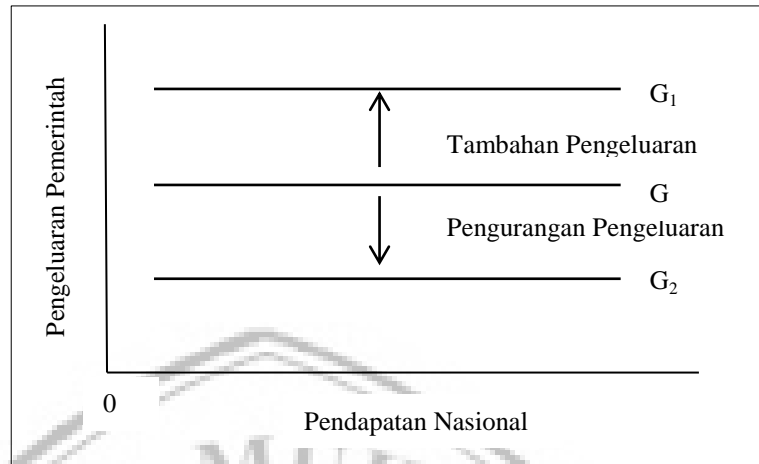 Pengeluaran Pemerintah
G₁
Tambahan Pengeluaran
G
Pengurangan Pengeluaran
G₂
0
Pendapatan Nasional